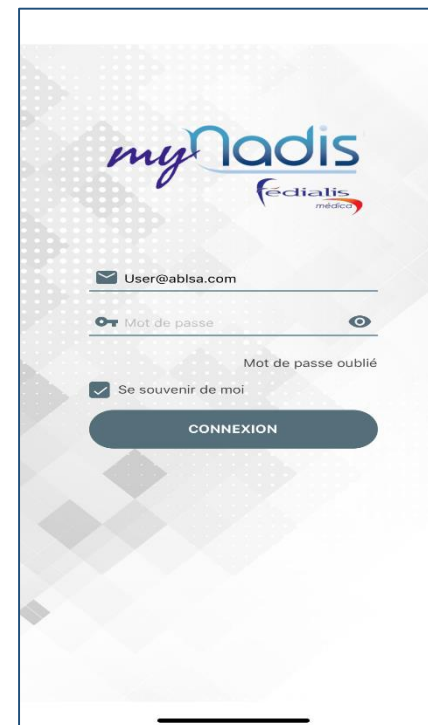 myNadis
fédialis
médica
User@ablsa.com
Mot de passe
Mot de passe oublié
Se souvenir de moi
CONNEXION